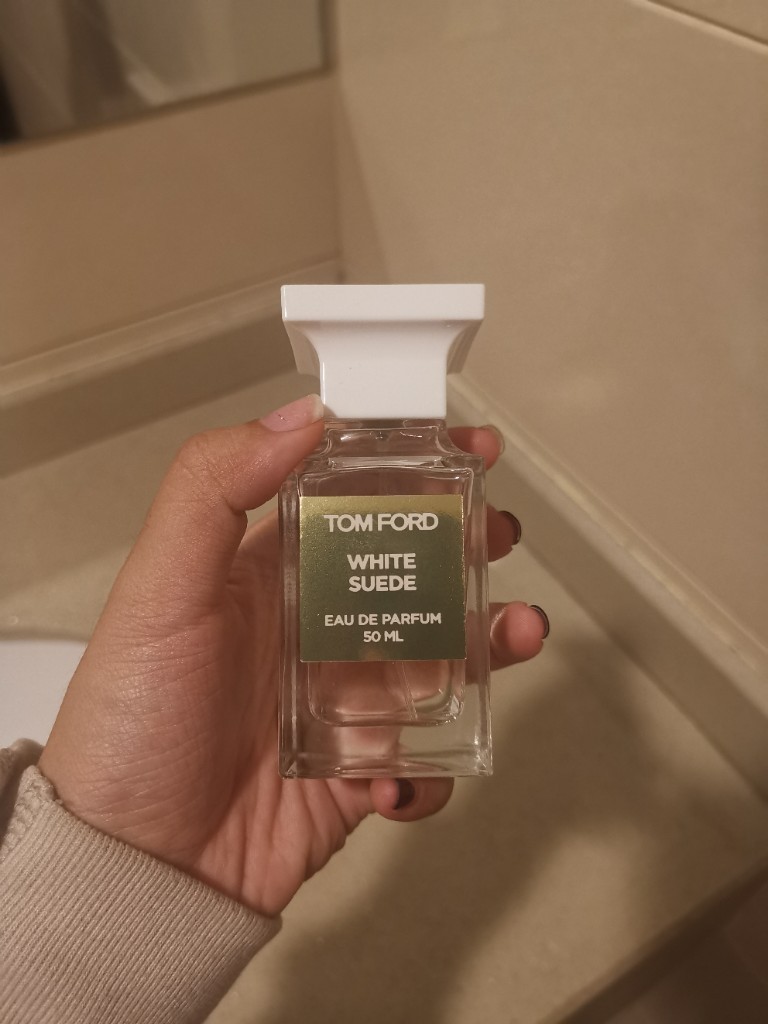 TOM FORD
WHITE
SUEDE
EAU DE PARFUM
50 ML